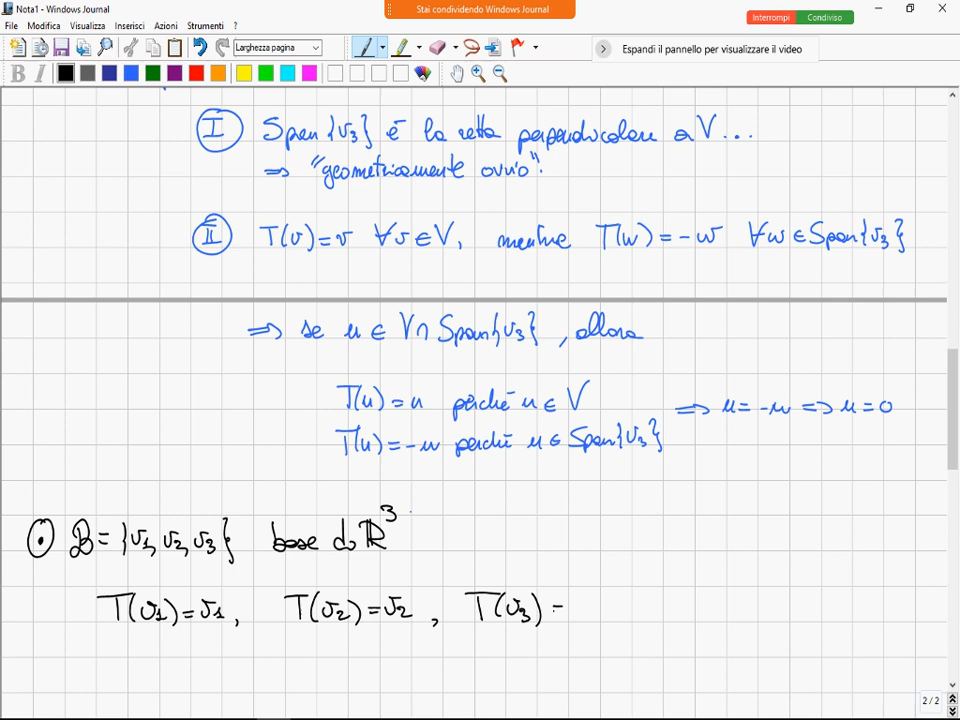 Nota1 - Windows Journal
Stai condividendo Windows Journal
Interrompi Condiviso
File Modifica Visualizza Inserisci Azioni Strumenti ?
Larghezza pagina
Espandi il pannello per visualizzare il video
B I
I Span{v3} è la retta perpendicolare a V...
⇒ "geometricamente ovvio".
II T(v)=v ∀v∈V, mentre T(w)=-w ∀w∈Span{v3}
⇒ se u ∈ V∩Span{v3}, allora
T(u)=u perché u∈V ⇒ u=-u ⇒ u=0
T(u)=-u perché u∈Span{v3}
B={v1,v2,v3} base di ℝ³
T(v1)=v1, T(v2)=v2, T(v3) -
2/2